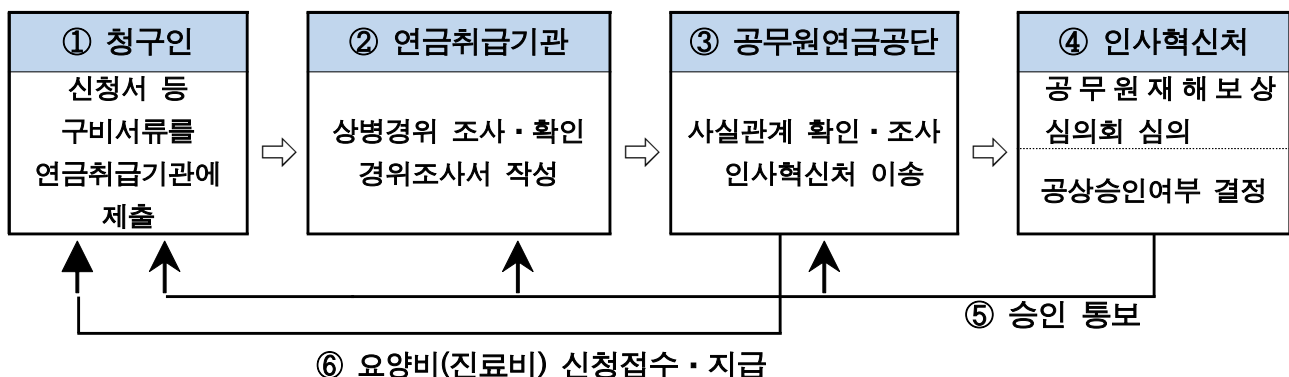 ① 청구인
신청서 등
구비서류를
연금취급기관에
제출
② 연금취급기관
상병경위 조사·확인
경위조사서 작성
③ 공무원연금공단
사실관계 확인·조사
인사혁신처 이송
④ 인사혁신처
공무원재해보상
심의회 심의
공상승인여부 결정
⑤ 승인 통보
⑥ 요양비(진료비) 신청접수·지급